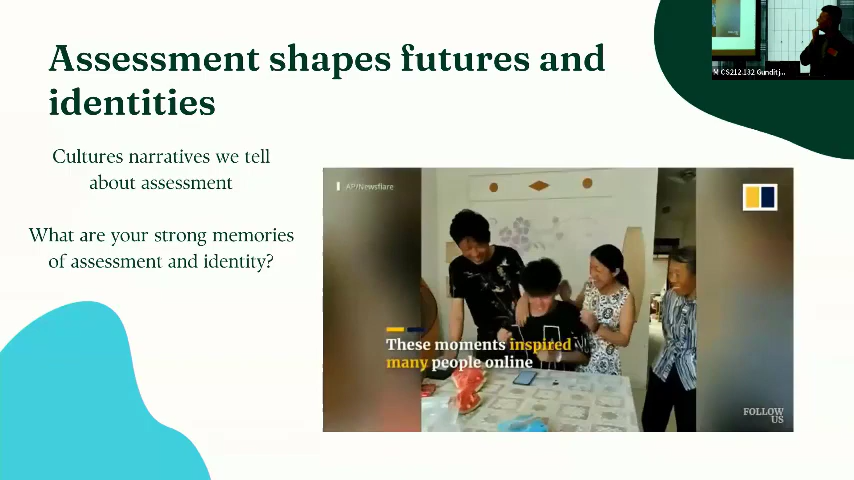 Assessment shapes futures and
identities
Cultures narratives we tell
about assessment
What are your strong memories
of assessment and identity?
AP/Newsflare
These moments inspired
many people online
FOLLOW
US